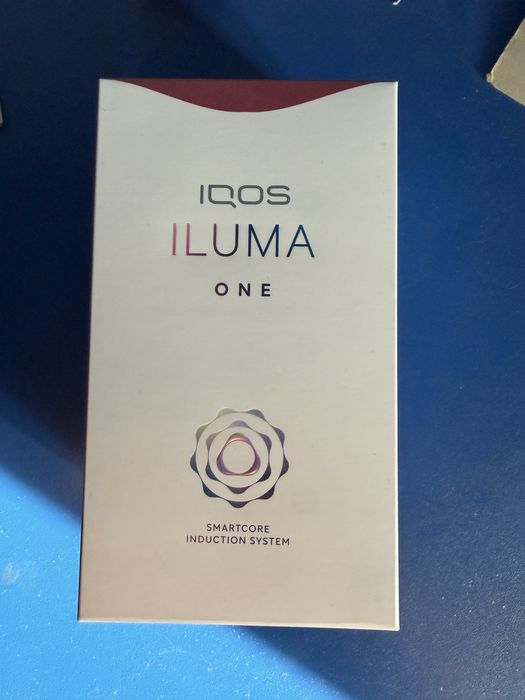 IQOS
ILUMA
ONE
SMARTCORE
INDUCTION SYSTEM